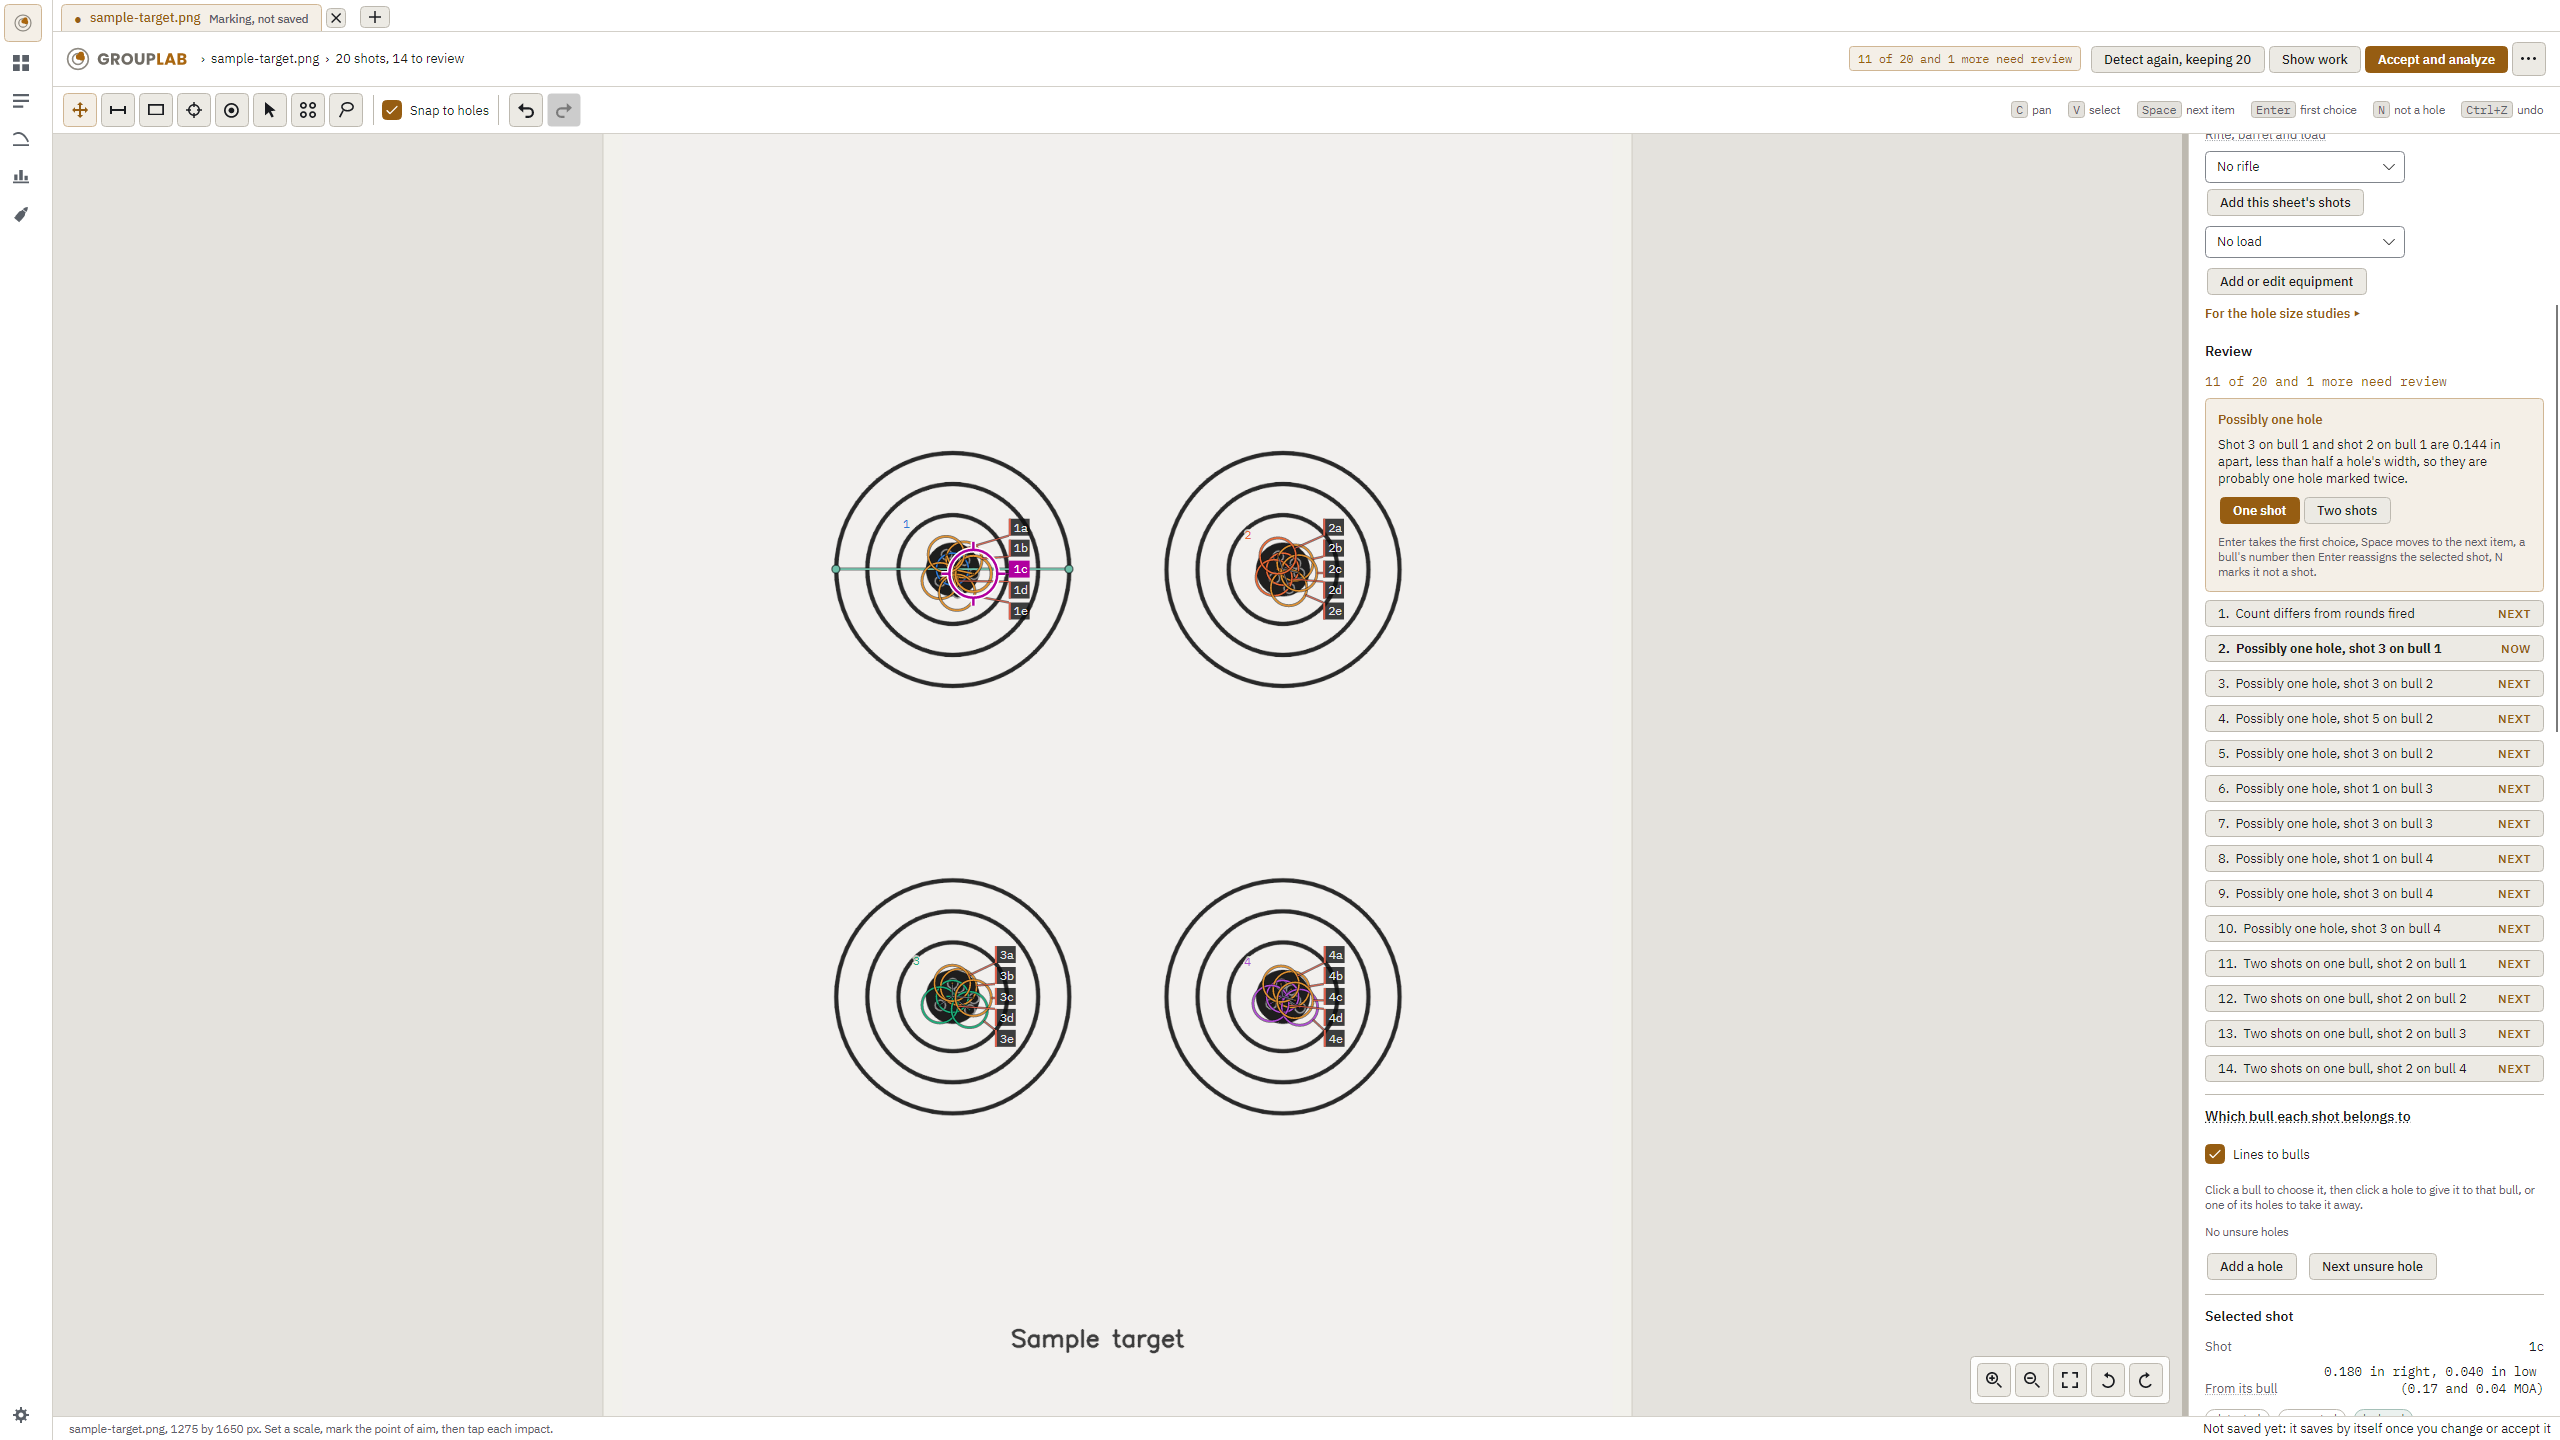 sample-target.png Marking, not saved
GROUPLAB › sample-target.png › 20 shots, 14 to review
11 of 20 and 1 more need review
Detect again, keeping 20
Show work
Accept and analyze
Snap to holes
C pan V select Space next item Enter first choice N not a hole Ctrl+Z undo
Rifle, barrel and load
No rifle
Add this sheet's shots
No load
Add or edit equipment
For the hole size studies ▸
Review
11 of 20 and 1 more need review
Possibly one hole
Shot 3 on bull 1 and shot 2 on bull 1 are 0.144 in
apart, less than half a hole's width, so they are
probably one hole marked twice.
One shot Two shots
Enter takes the first choice, Space moves to the next item, a
bull's number then Enter reassigns the selected shot, N
marks it not a shot.
1. Count differs from rounds fired NEXT
2. Possibly one hole, shot 3 on bull 1 NOW
3. Possibly one hole, shot 3 on bull 2 NEXT
4. Possibly one hole, shot 5 on bull 2 NEXT
5. Possibly one hole, shot 3 on bull 2 NEXT
6. Possibly one hole, shot 1 on bull 3 NEXT
7. Possibly one hole, shot 3 on bull 3 NEXT
8. Possibly one hole, shot 1 on bull 4 NEXT
9. Possibly one hole, shot 3 on bull 4 NEXT
10. Possibly one hole, shot 3 on bull 4 NEXT
11. Two shots on one bull, shot 2 on bull 1 NEXT
12. Two shots on one bull, shot 2 on bull 2 NEXT
13. Two shots on one bull, shot 2 on bull 3 NEXT
14. Two shots on one bull, shot 2 on bull 4 NEXT
Which bull each shot belongs to
Lines to bulls
Click a bull to choose it, then click a hole to give it to that bull, or
one of its holes to take it away.
No unsure holes
Add a hole Next unsure hole
Selected shot
Shot 1c
0.180 in right, 0.040 in low
From its bull (0.17 and 0.04 MOA)
1
1a
1b
1c
1d
1e
2
2a
2b
2c
2d
2e
3
3a
3b
3c
3d
3e
4
4a
4b
4c
4d
4e
Sample target
sample-target.png, 1275 by 1650 px. Set a scale, mark the point of aim, then tap each impact.
Not saved yet: it saves by itself once you change or accept it